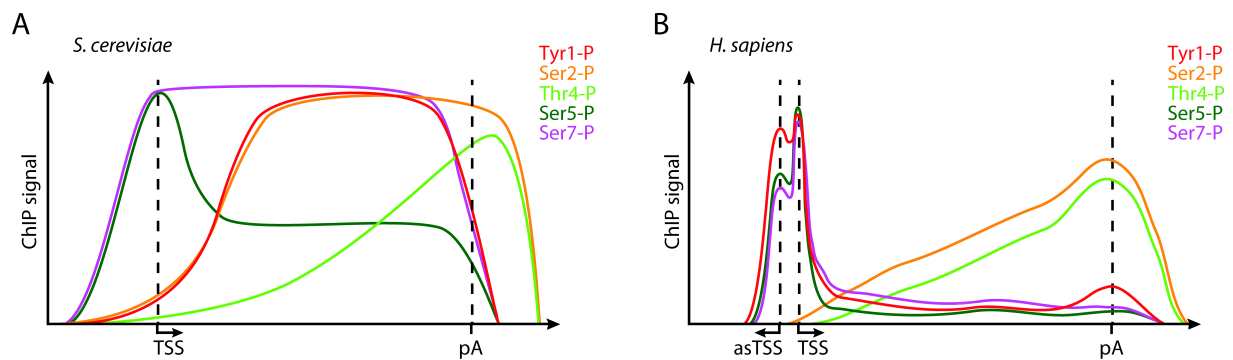 A
S. cerevisiae
Tyr1-P
Ser2-P
Thr4-P
Ser5-P
Ser7-P
ChIP signal
TSS
pA
B
H. sapiens
Tyr1-P
Ser2-P
Thr4-P
Ser5-P
Ser7-P
ChIP signal
asTSS
TSS
pA